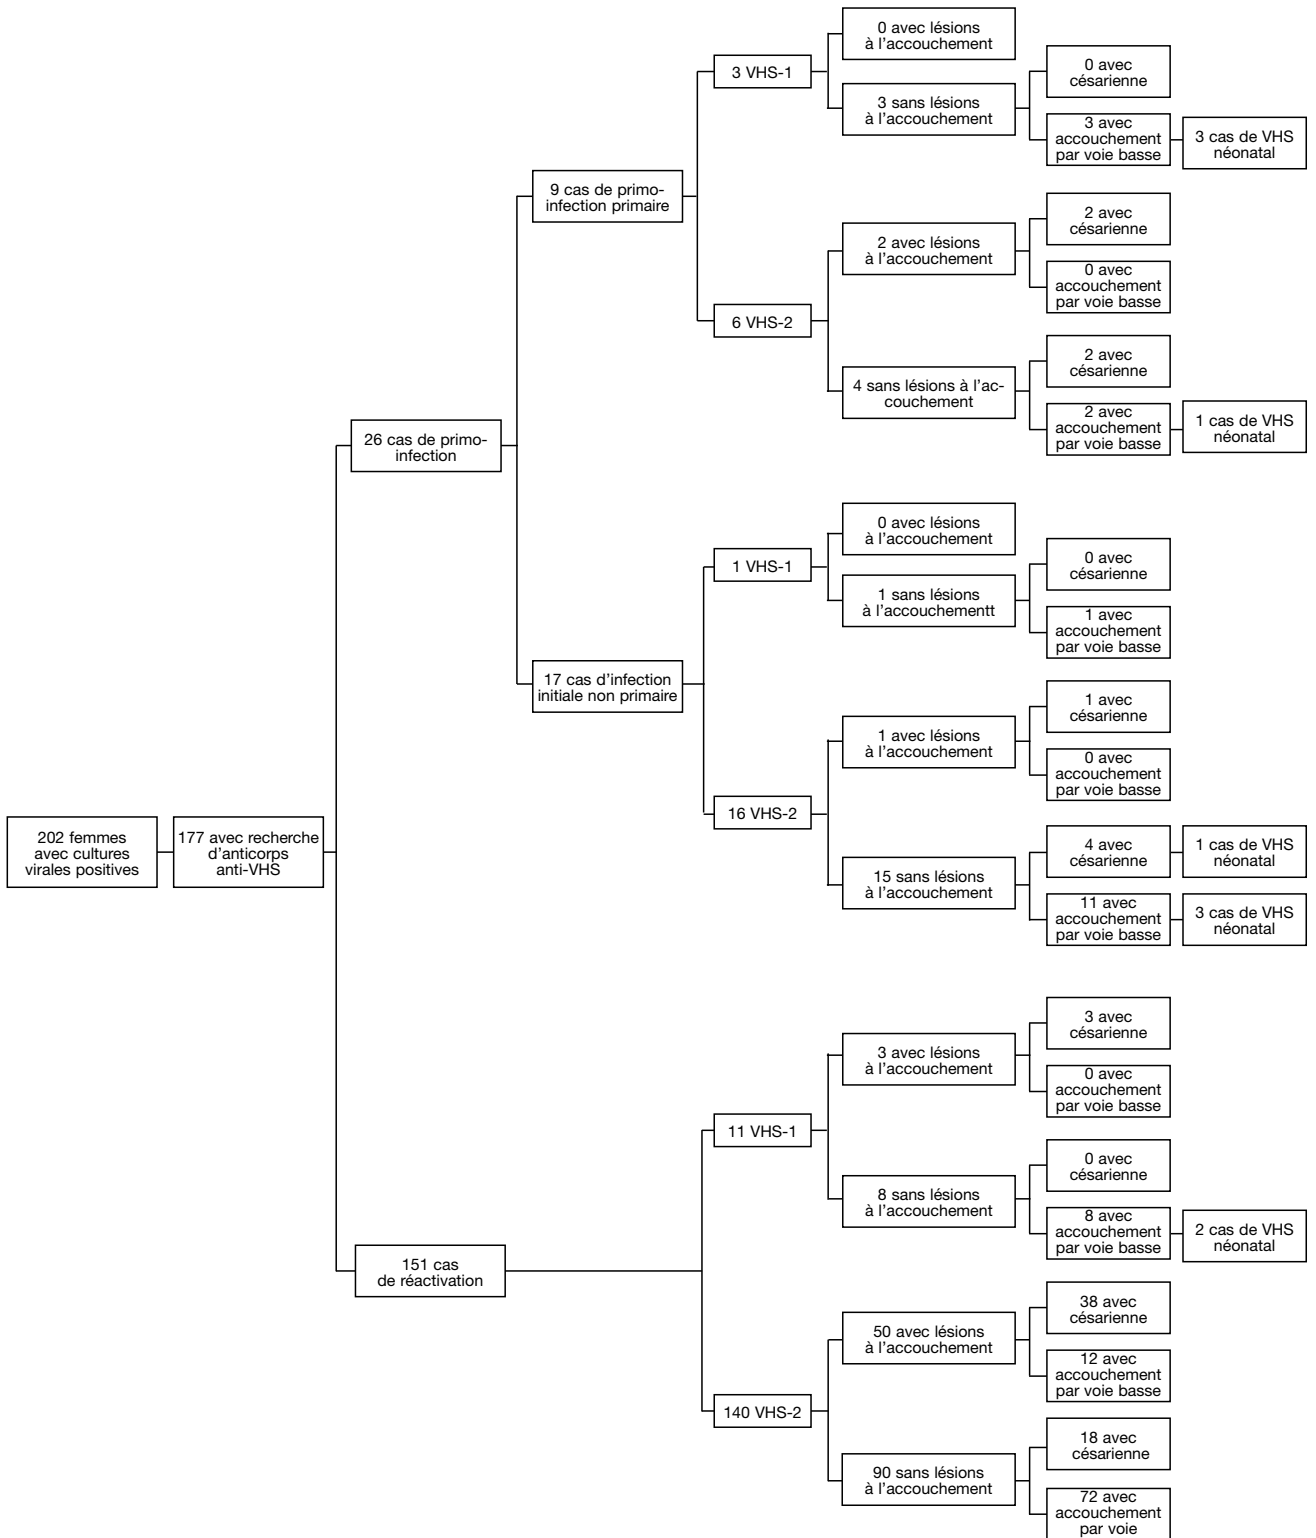 202 femmes
avec cultures
virales positives
177 avec recherche
d'anticorps
anti-VHS
26 cas de primo-
infection
9 cas de primo-
infection primaire
3 VHS-1
0 avec lésions
à l'accouchement
3 sans lésions
à l'accouchement
0 avec
césarienne
3 avec
accouchement
par voie basse
3 cas de VHS
néonatal
6 VHS-2
2 avec lésions
à l'accouchement
2 avec
césarienne
0 avec
accouchement
par voie basse
4 sans lésions à l'ac-
couchement
2 avec
césarienne
2 avec
accouchement
par voie basse
1 cas de VHS
néonatal
17 cas d'infection
initiale non primaire
1 VHS-1
0 avec lésions
à l'accouchement
1 sans lésions
à l'accouchementt
0 avec
césarienne
1 avec
accouchement
par voie basse
16 VHS-2
1 avec lésions
à l'accouchement
1 avec
césarienne
0 avec
accouchement
par voie basse
15 sans lésions
à l'accouchement
4 avec
césarienne
1 cas de VHS
néonatal
11 avec
accouchement
par voie basse
3 cas de VHS
néonatal
151 cas
de réactivation
11 VHS-1
3 avec lésions
à l'accouchement
3 avec
césarienne
0 avec
accouchement
par voie basse
8 sans lésions
à l'accouchement
0 avec
césarienne
8 avec
accouchement
par voie basse
2 cas de VHS
néonatal
140 VHS-2
50 avec lésions
à l'accouchement
38 avec
césarienne
12 avec
accouchement
par voie basse
90 sans lésions
à l'accouchement
18 avec
césarienne
72 avec
accouchement
par voie